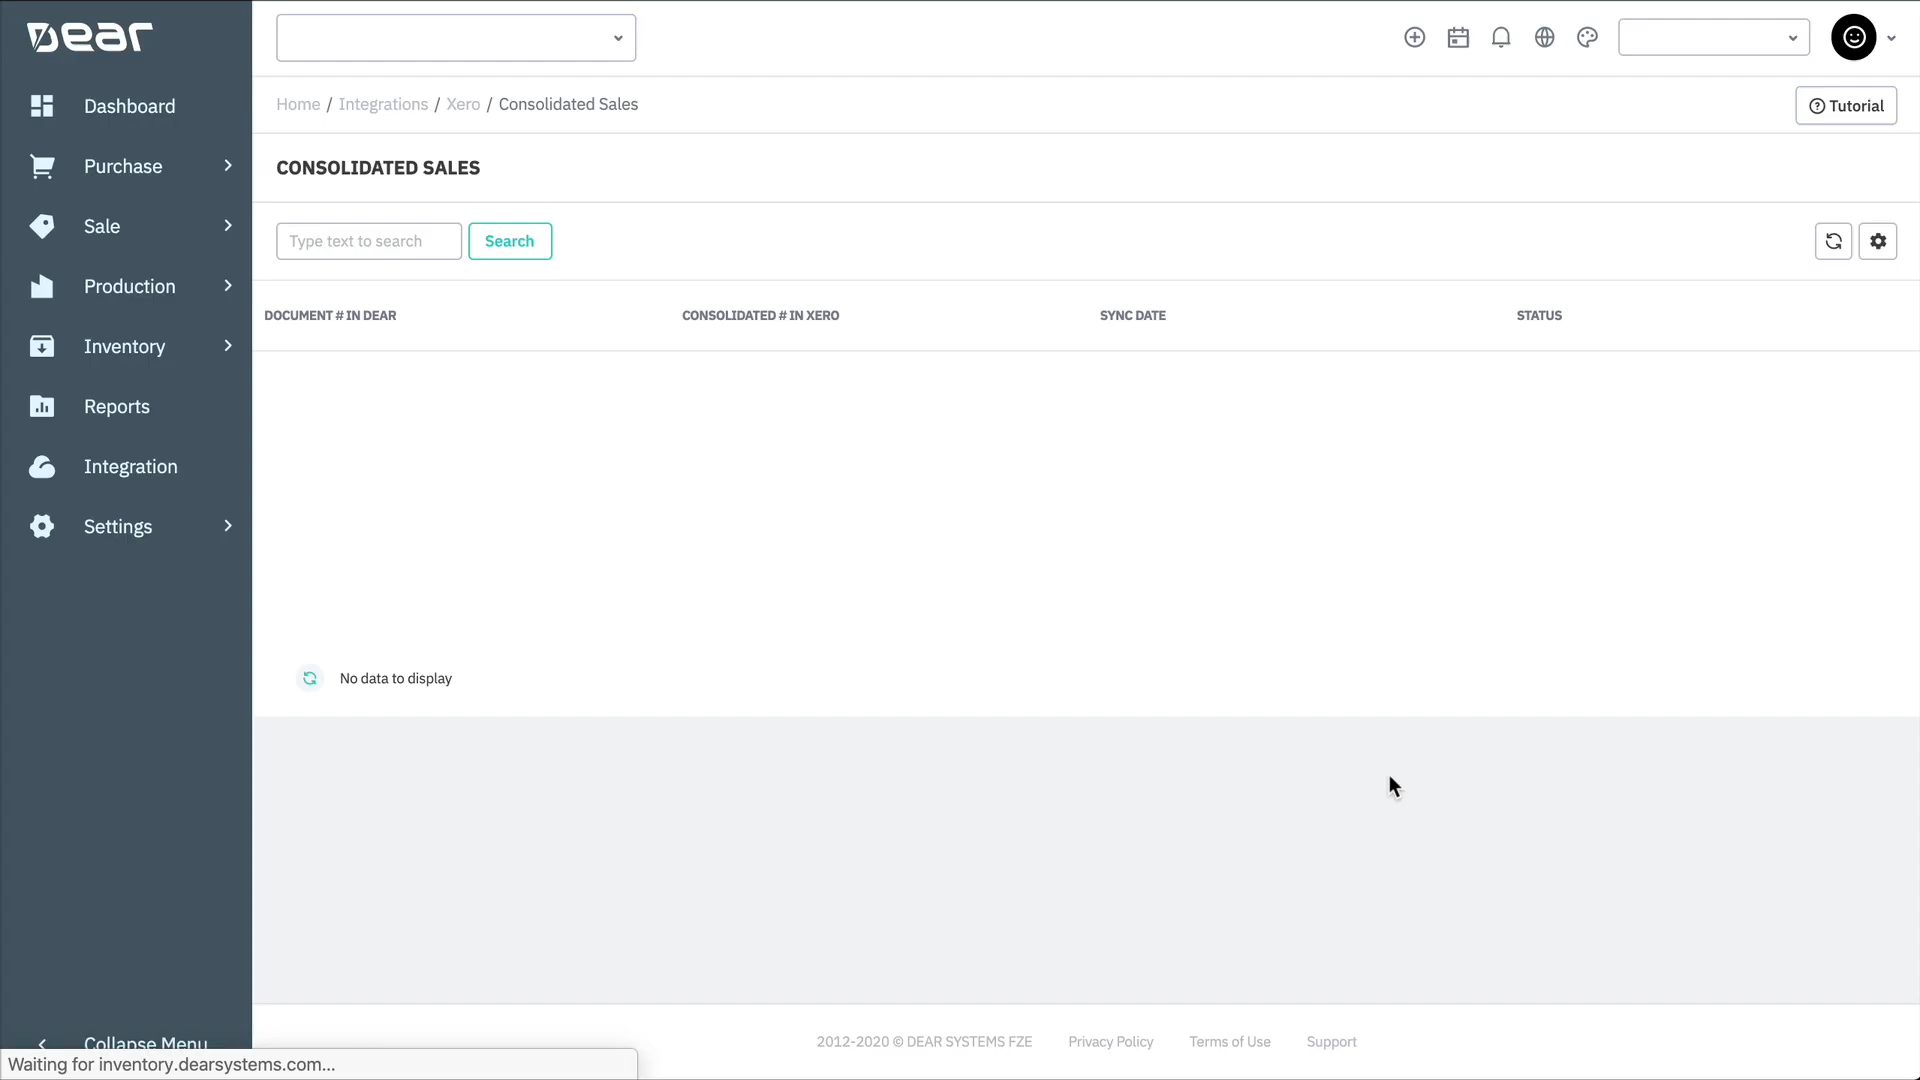 Dear
Dashboard
Purchase
Sale
Production
Inventory
Reports
Integration
Settings
Collapse Menu
Home / Integrations / Xero / Consolidated Sales
Tutorial
CONSOLIDATED SALES
Type text to search
Search
DOCUMENT # IN DEAR
CONSOLIDATED # IN XERO
SYNC DATE
STATUS
No data to display
2012-2020 © DEAR SYSTEMS FZE
Privacy Policy
Terms of Use
Support
Waiting for inventory.dearsystems.com...